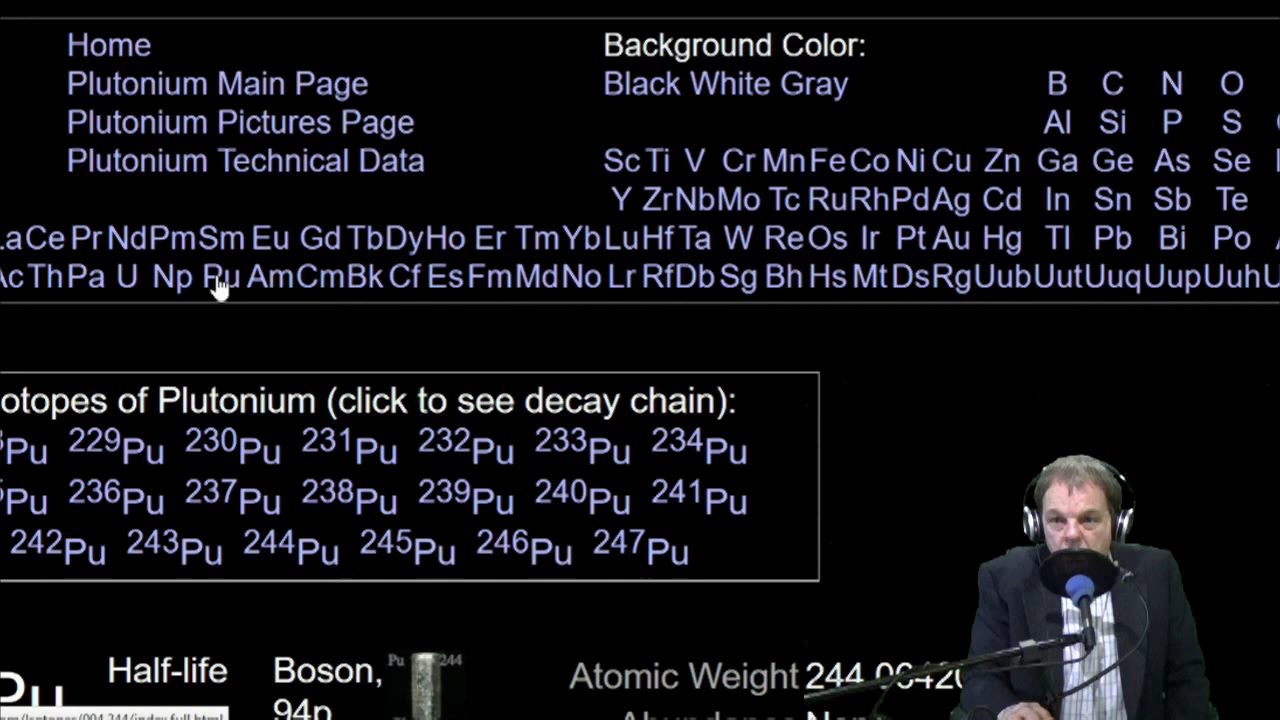 Home
Background Color:
Plutonium Main Page
Black White Gray
B C N O
Plutonium Pictures Page
Al Si P S
Plutonium Technical Data
Sc Ti V Cr Mn Fe Co Ni Cu Zn Ga Ge As Se
Y Zr Nb Mo Tc Ru Rh Pd Ag Cd In Sn Sb Te
Ce Pr Nd Pm Sm Eu Gd Tb Dy Ho Er Tm Yb Lu Hf Ta W Re Os Ir Pt Au Hg Tl Pb Bi Po
Th Pa U Np Pu Am Cm Bk Cf Es Fm Md No Lr Rf Db Sg Bh Hs Mt Ds Rg Uub Uut Uuq Uup Uuh
otopes of Plutonium (click to see decay chain):
Pu 229Pu 230Pu 231Pu 232Pu 233Pu 234Pu
Pu 236Pu 237Pu 238Pu 239Pu 240Pu 241Pu
242Pu 243Pu 244Pu 245Pu 246Pu 247Pu
Pu Half-life Boson, Pu 244 Atomic Weight
94p